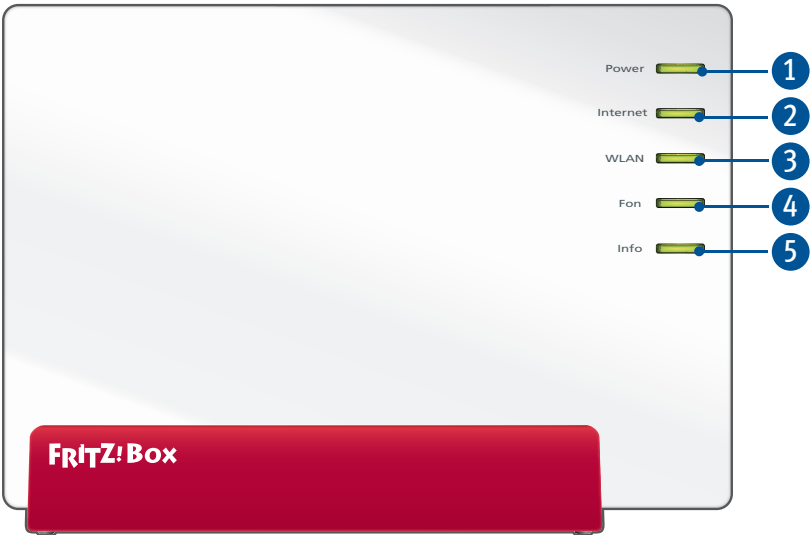 Power 1
Internet 2
WLAN 3
Fon 4
Info 5
FRITZ!Box